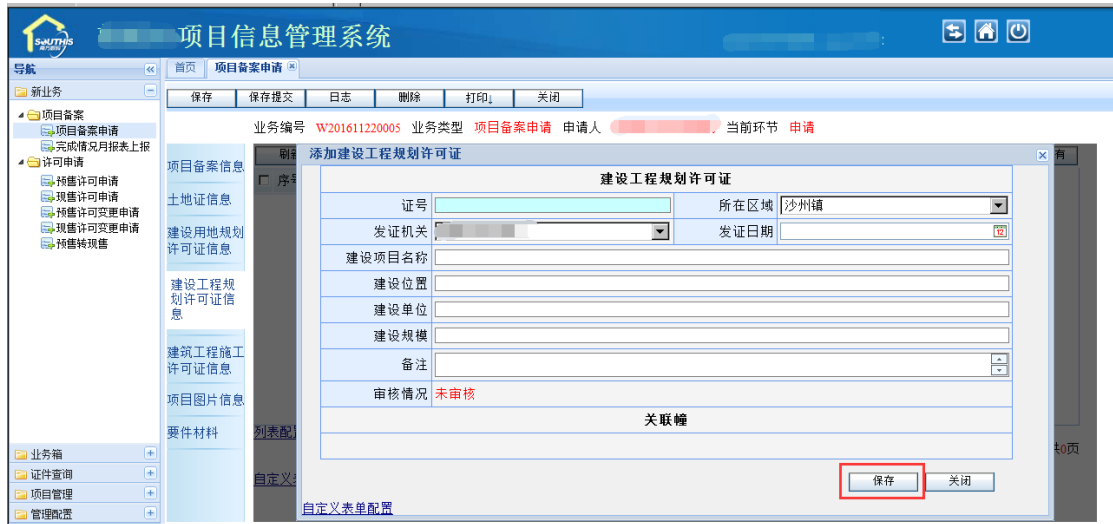 SOUTHIS
项目信息管理系统
导航
首页 项目备案申请
新业务
保存 保存提交 日志 删除 打印↓ 关闭
项目备案
项目备案申请
完成情况月报表上报
许可申请
预售许可申请
现售许可申请
预售许可变更申请
现售许可变更申请
预售转现售
业务箱
证件查询
项目管理
管理配置
业务编号 W201611220005 业务类型 项目备案申请 申请人 当前环节 申请
项目备案信息
土地证信息
建设用地规划
许可证信息
建设工程规
划许可证信
息
建筑工程施工
许可证信息
项目图片信息
要件材料
序号
有
添加建设工程规划许可证
建设工程规划许可证
证号 所在区域 沙州镇
发证机关 发证日期 12
建设项目名称
建设位置
建设单位
建设规模
备注
审核情况 未审核
关联幢
保存 关闭
自定义表单配置
列表配
共0页
自定义